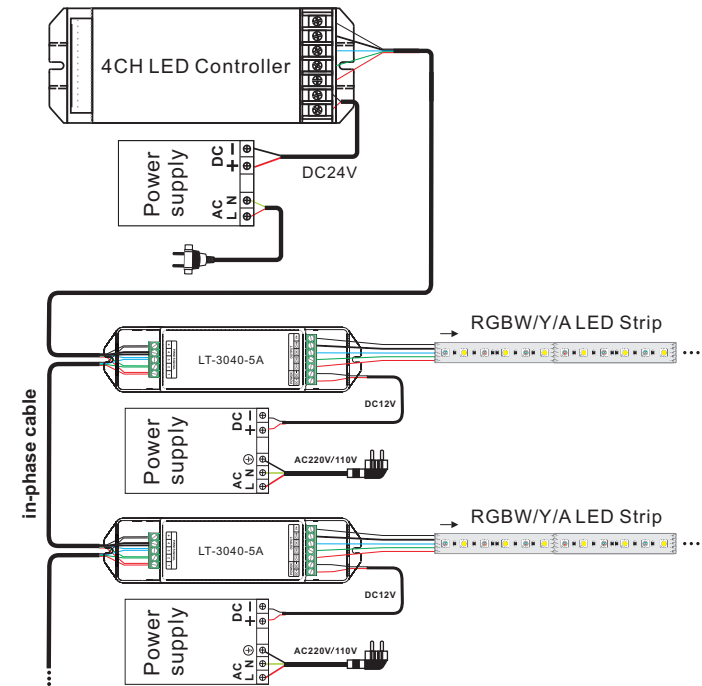 4CH LED Controller
Power
supply
DC
− +
AC
L N
DC24V
RGBW/Y/A LED Strip
LT-3040-5A
DC12V
in-phase cable
Power
supply
DC
− +
AC
L N
AC220V/110V
RGBW/Y/A LED Strip
LT-3040-5A
DC12V
Power
supply
DC
− +
AC
L N
AC220V/110V